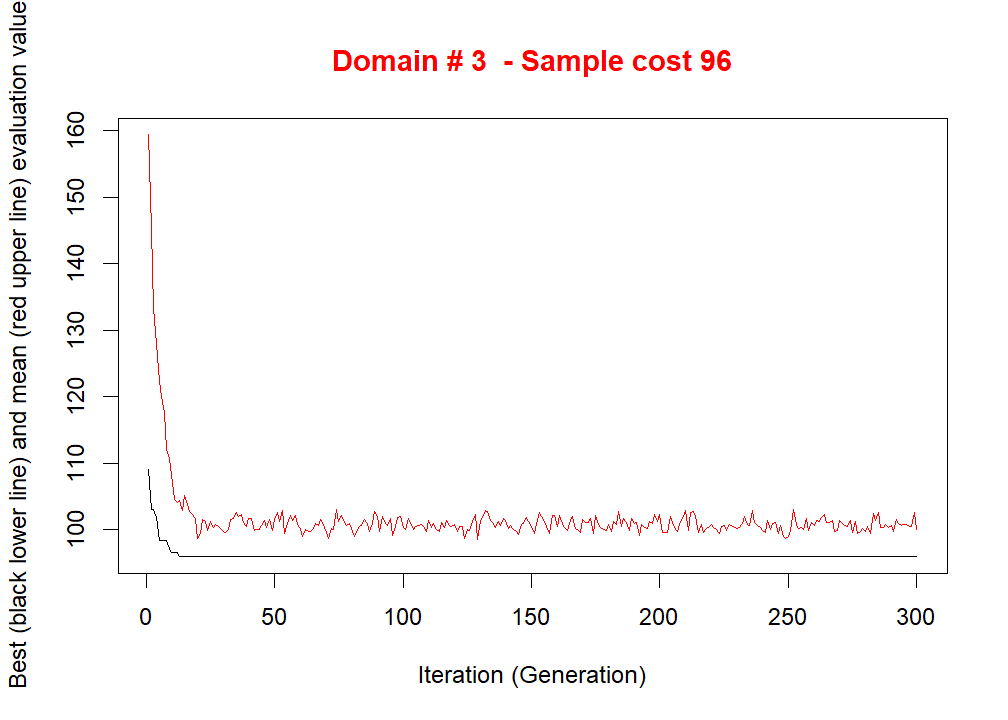 Domain # 3  - Sample cost 96
Best (black lower line) and mean (red upper line) evaluation value
160
150
140
130
120
110
100
0 50 100 150 200 250 300
Iteration (Generation)